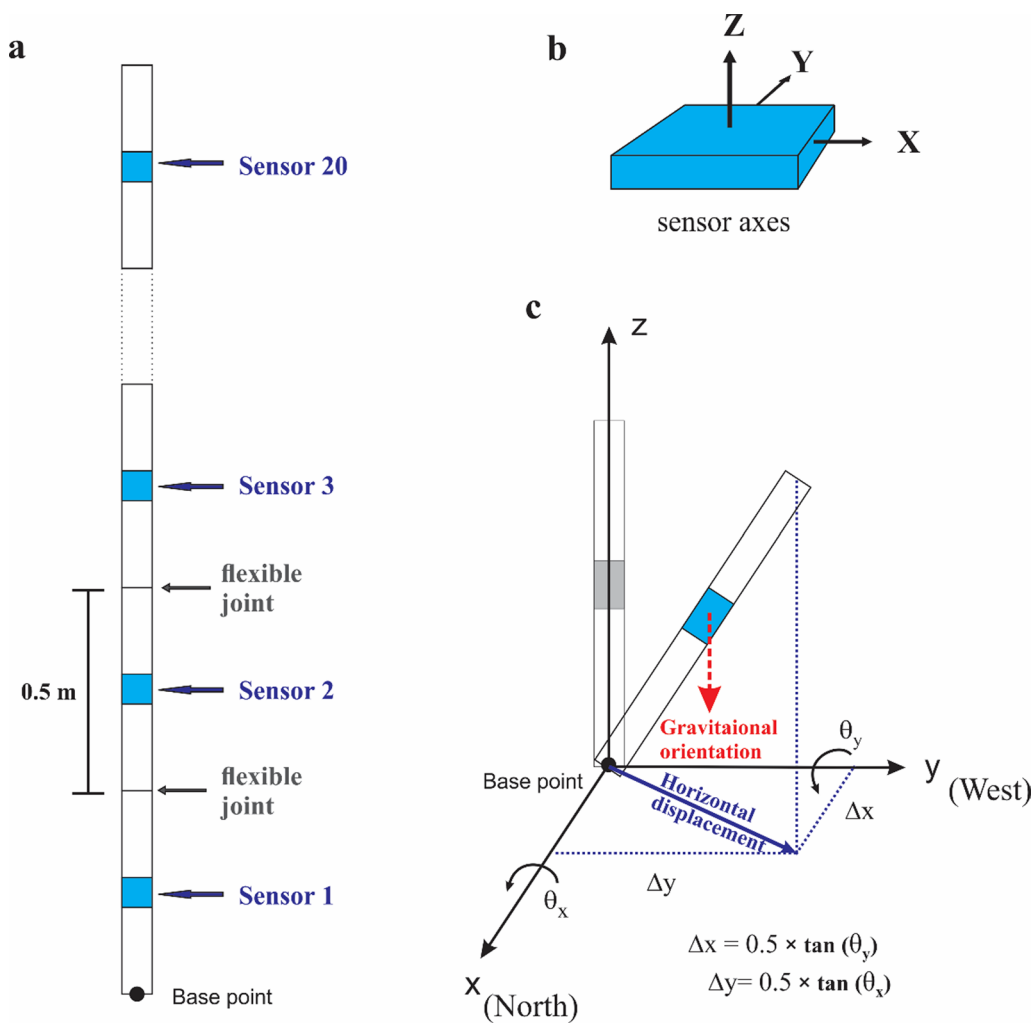 a
Sensor 20
Sensor 3
flexible
joint
0.5 m
Sensor 2
flexible
joint
Sensor 1
Base point
b
Z
Y
X
sensor axes
c
z
Gravitaional
orientation
θy
Base point
y
(West)
Horizontal
displacement
Δx
Δy
θx
x
(North)
Δx = 0.5 × tan (θy)
Δy= 0.5 × tan (θx)